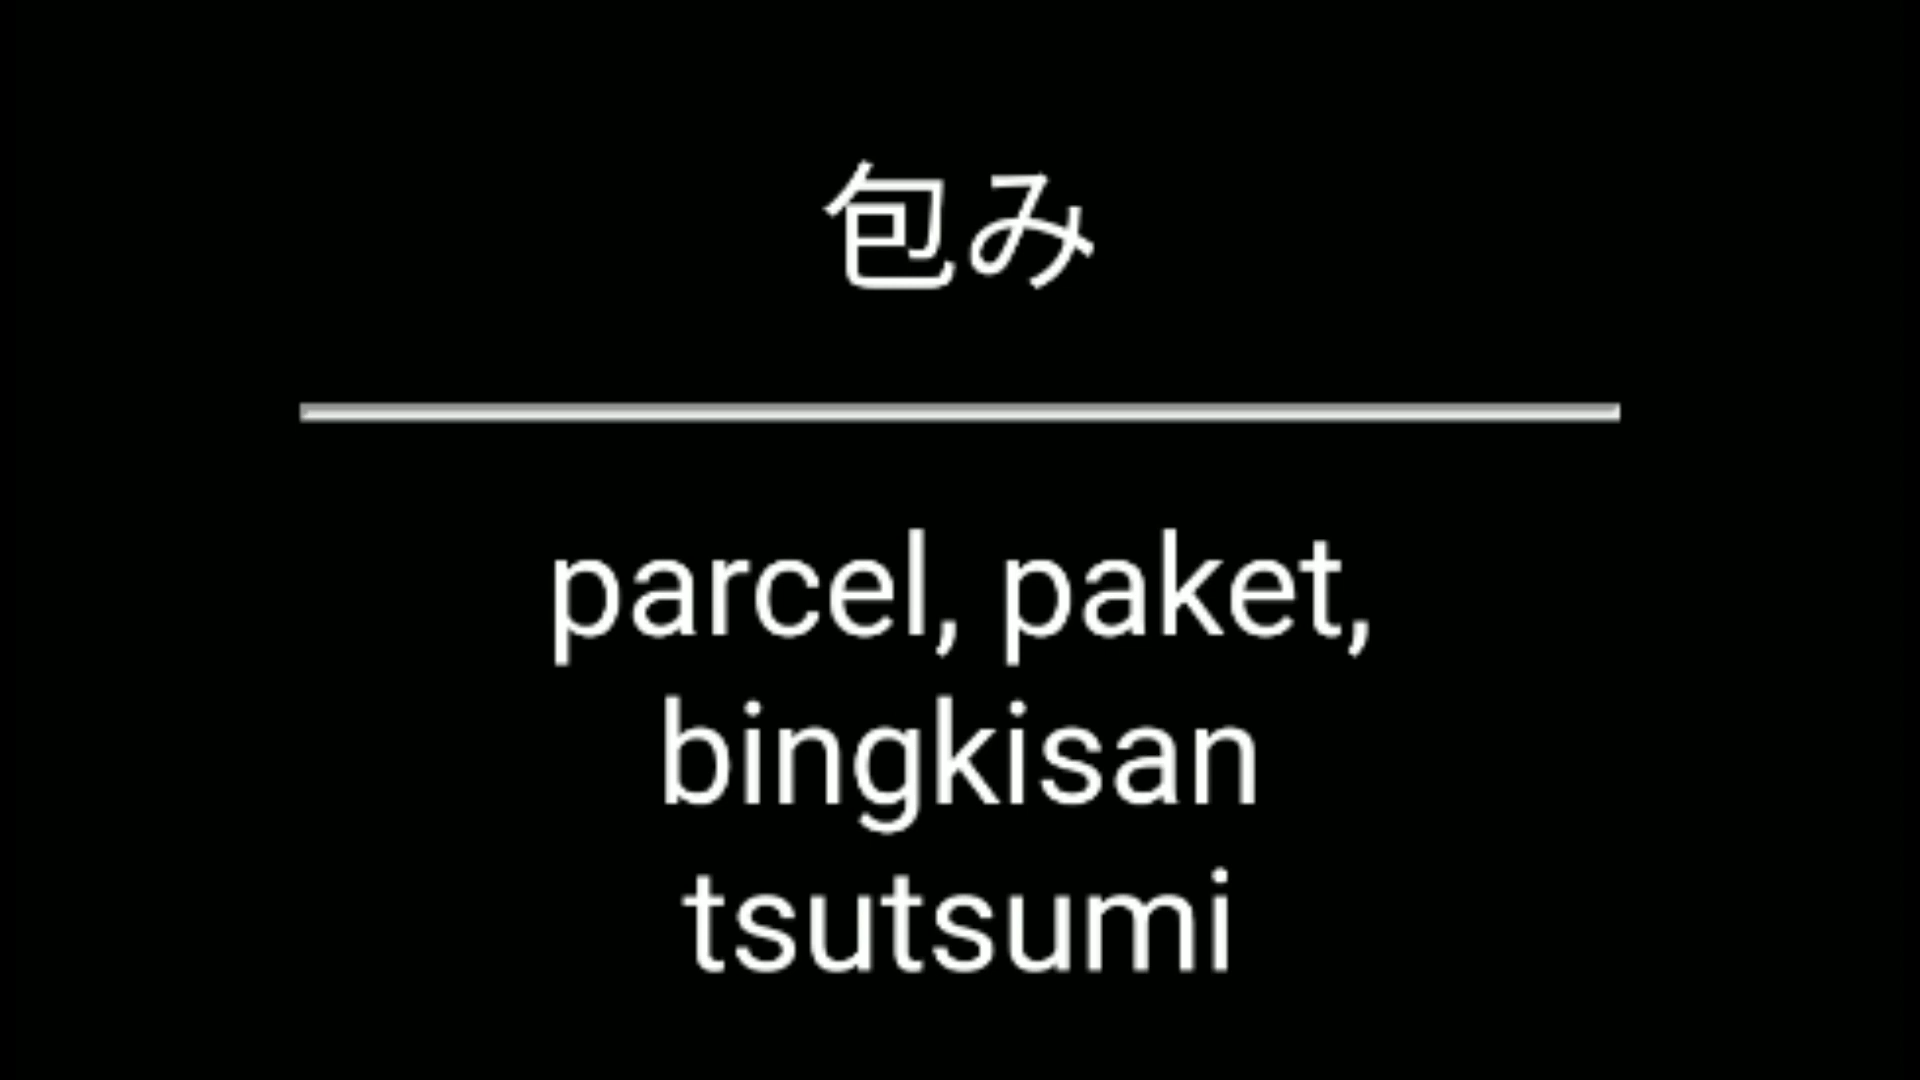 包み
parcel, paket,
bingkisan
tsutsumi